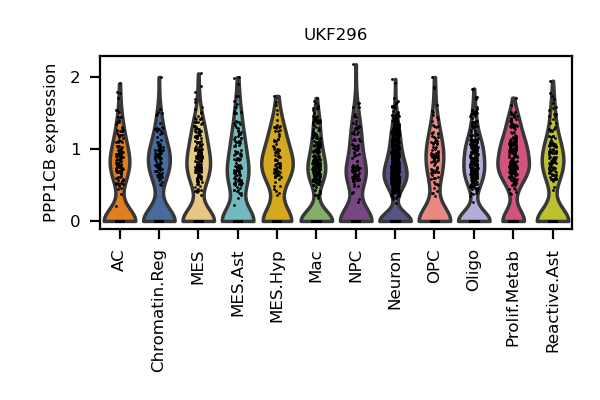 UKF296
PPP1CB expression
2
1
0
AC
Chromatin.Reg
MES
MES.Ast
MES.Hyp
Mac
NPC
Neuron
OPC
Oligo
Prolif.Metab
Reactive.Ast